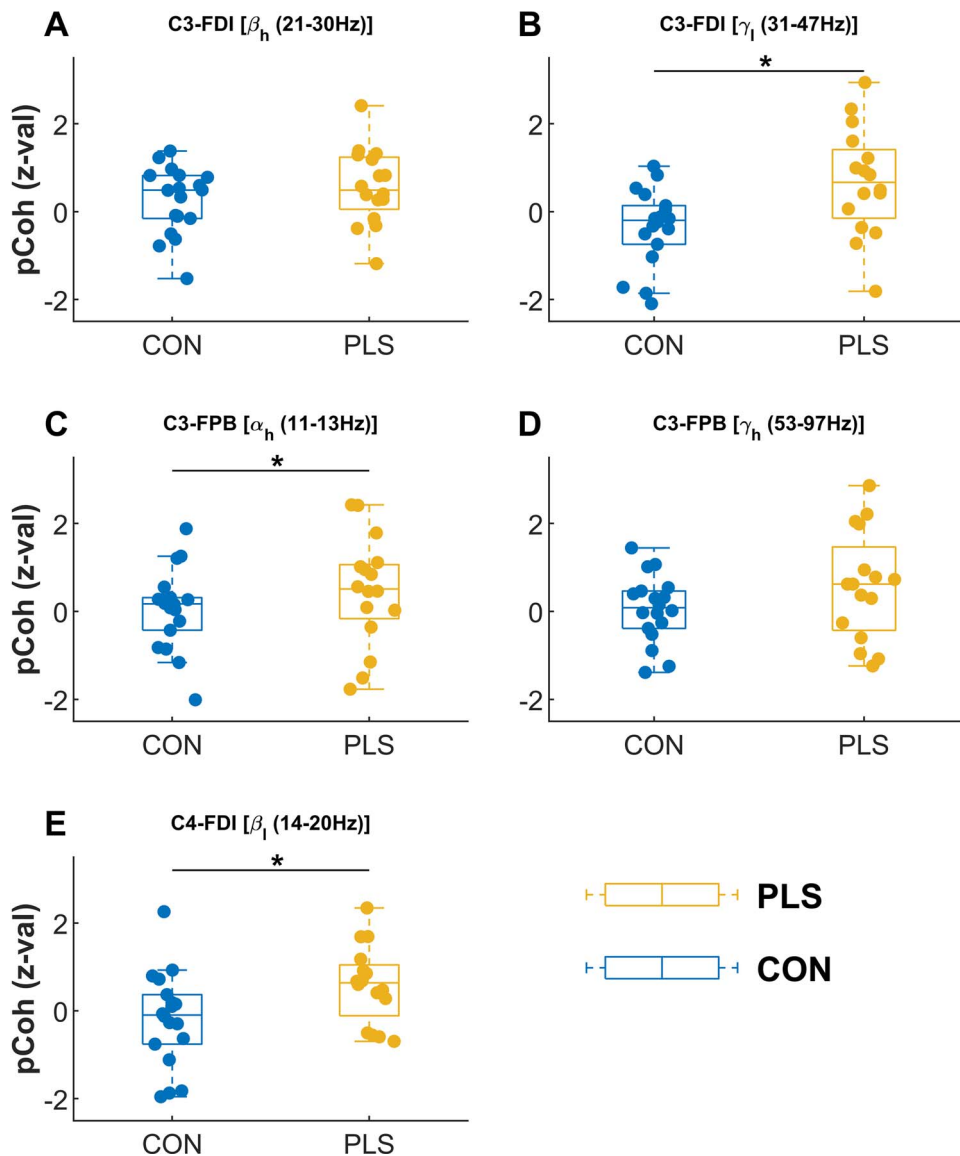 A C3-FDI [βh (21-30Hz)]
pCoh (z-val)
2
0
-2
CON PLS
B C3-FDI [γl (31-47Hz)]
*
2
0
-2
CON PLS
C C3-FPB [αh (11-13Hz)]
*
pCoh (z-val)
2
0
-2
CON PLS
D C3-FPB [γh (53-97Hz)]
2
0
-2
CON PLS
E C4-FDI [βl (14-20Hz)]
*
pCoh (z-val)
2
0
-2
CON PLS
PLS
CON